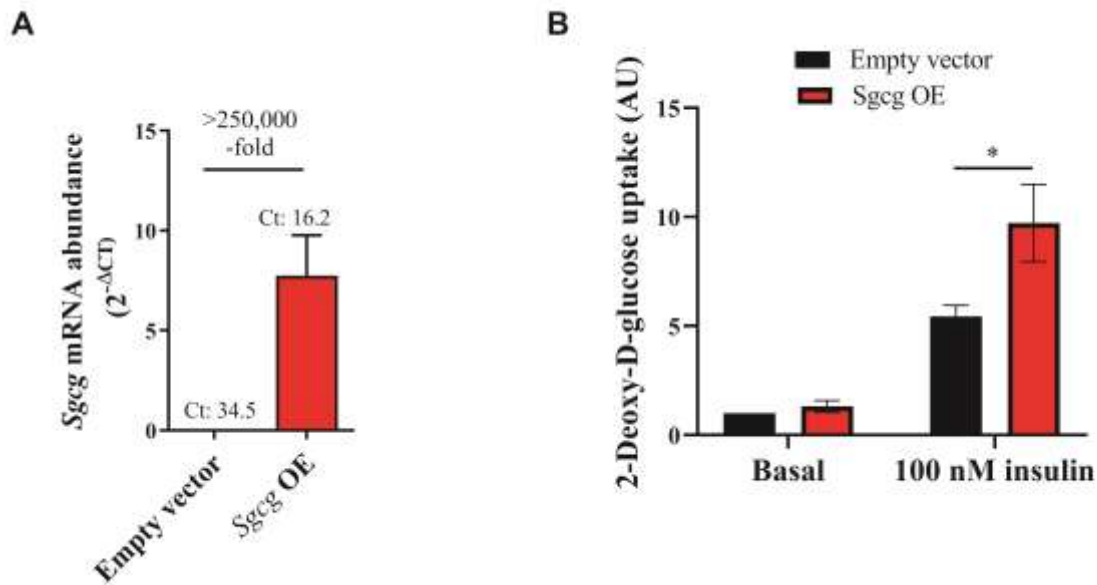 A
Sgcg mRNA abundance
(2^-ΔCT)
15
10
5
0
>250,000
-fold
Ct: 16.2
Ct: 34.5
Empty vector
Sgcg OE
B
Empty vector
Sgcg OE
2-Deoxy-D-glucose uptake (AU)
15
10
5
0
*
Basal
100 nM insulin